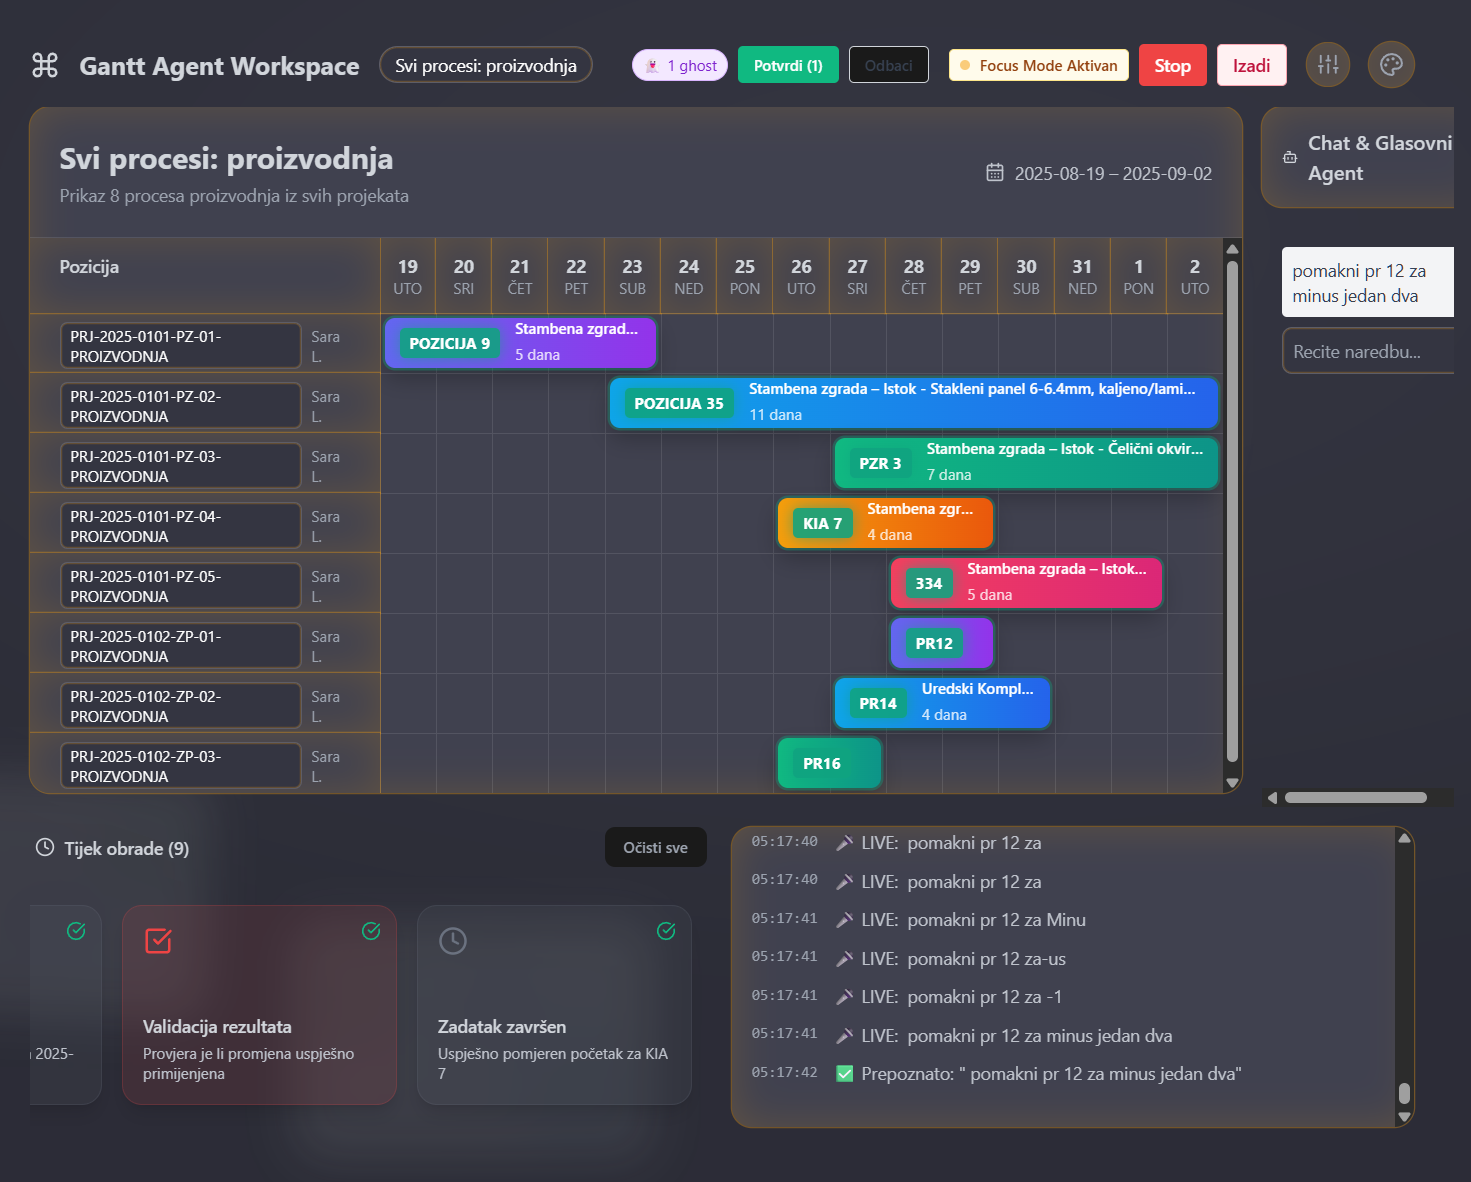 Gantt Agent Workspace
Svi procesi: proizvodnja
1 ghost
Potvrdi (1)
Odbaci
Focus Mode Aktivan
Stop
Izadi
Svi procesi: proizvodnja
Prikaz 8 procesa proizvodnja iz svih projekata
2025-08-19 – 2025-09-02
Chat & Glasovni
Agent
pomakni pr 12 za
minus jedan dva
Recite naredbu...
Pozicija
19 20 21 22 23 24 25 26 27 28 29 30 31 1 2
UTO SRI ČET PET SUB NED PON UTO SRI ČET PET SUB NED PON UTO
PRJ-2025-0101-PZ-01-
PROIZVODNJA
Sara
L.
POZICIJA 9
Stambena zgrad...
5 dana
PRJ-2025-0101-PZ-02-
PROIZVODNJA
Sara
L.
POZICIJA 35
Stambena zgrada – Istok - Stakleni panel 6-6.4mm, kaljeno/lami...
11 dana
PRJ-2025-0101-PZ-03-
PROIZVODNJA
Sara
L.
PZR 3
Stambena zgrada – Istok - Čelični okvir...
7 dana
PRJ-2025-0101-PZ-04-
PROIZVODNJA
Sara
L.
KIA 7
Stambena zgr...
4 dana
PRJ-2025-0101-PZ-05-
PROIZVODNJA
Sara
L.
334
Stambena zgrada – Istok...
5 dana
PRJ-2025-0102-ZP-01-
PROIZVODNJA
Sara
L.
PR12
PRJ-2025-0102-ZP-02-
PROIZVODNJA
Sara
L.
PR14
Uredski Kompl...
4 dana
PRJ-2025-0102-ZP-03-
PROIZVODNJA
Sara
L.
PR16
Tijek obrade (9)
Očisti sve
2025-
Validacija rezultata
Provjera je li promjena uspješno
primijenjena
Zadatak završen
Uspješno pomjeren početak za KIA
7
05:17:40 LIVE: pomakni pr 12 za
05:17:40 LIVE: pomakni pr 12 za
05:17:41 LIVE: pomakni pr 12 za Minu
05:17:41 LIVE: pomakni pr 12 za-us
05:17:41 LIVE: pomakni pr 12 za -1
05:17:41 LIVE: pomakni pr 12 za minus jedan dva
05:17:42 Prepoznato: " pomakni pr 12 za minus jedan dva"